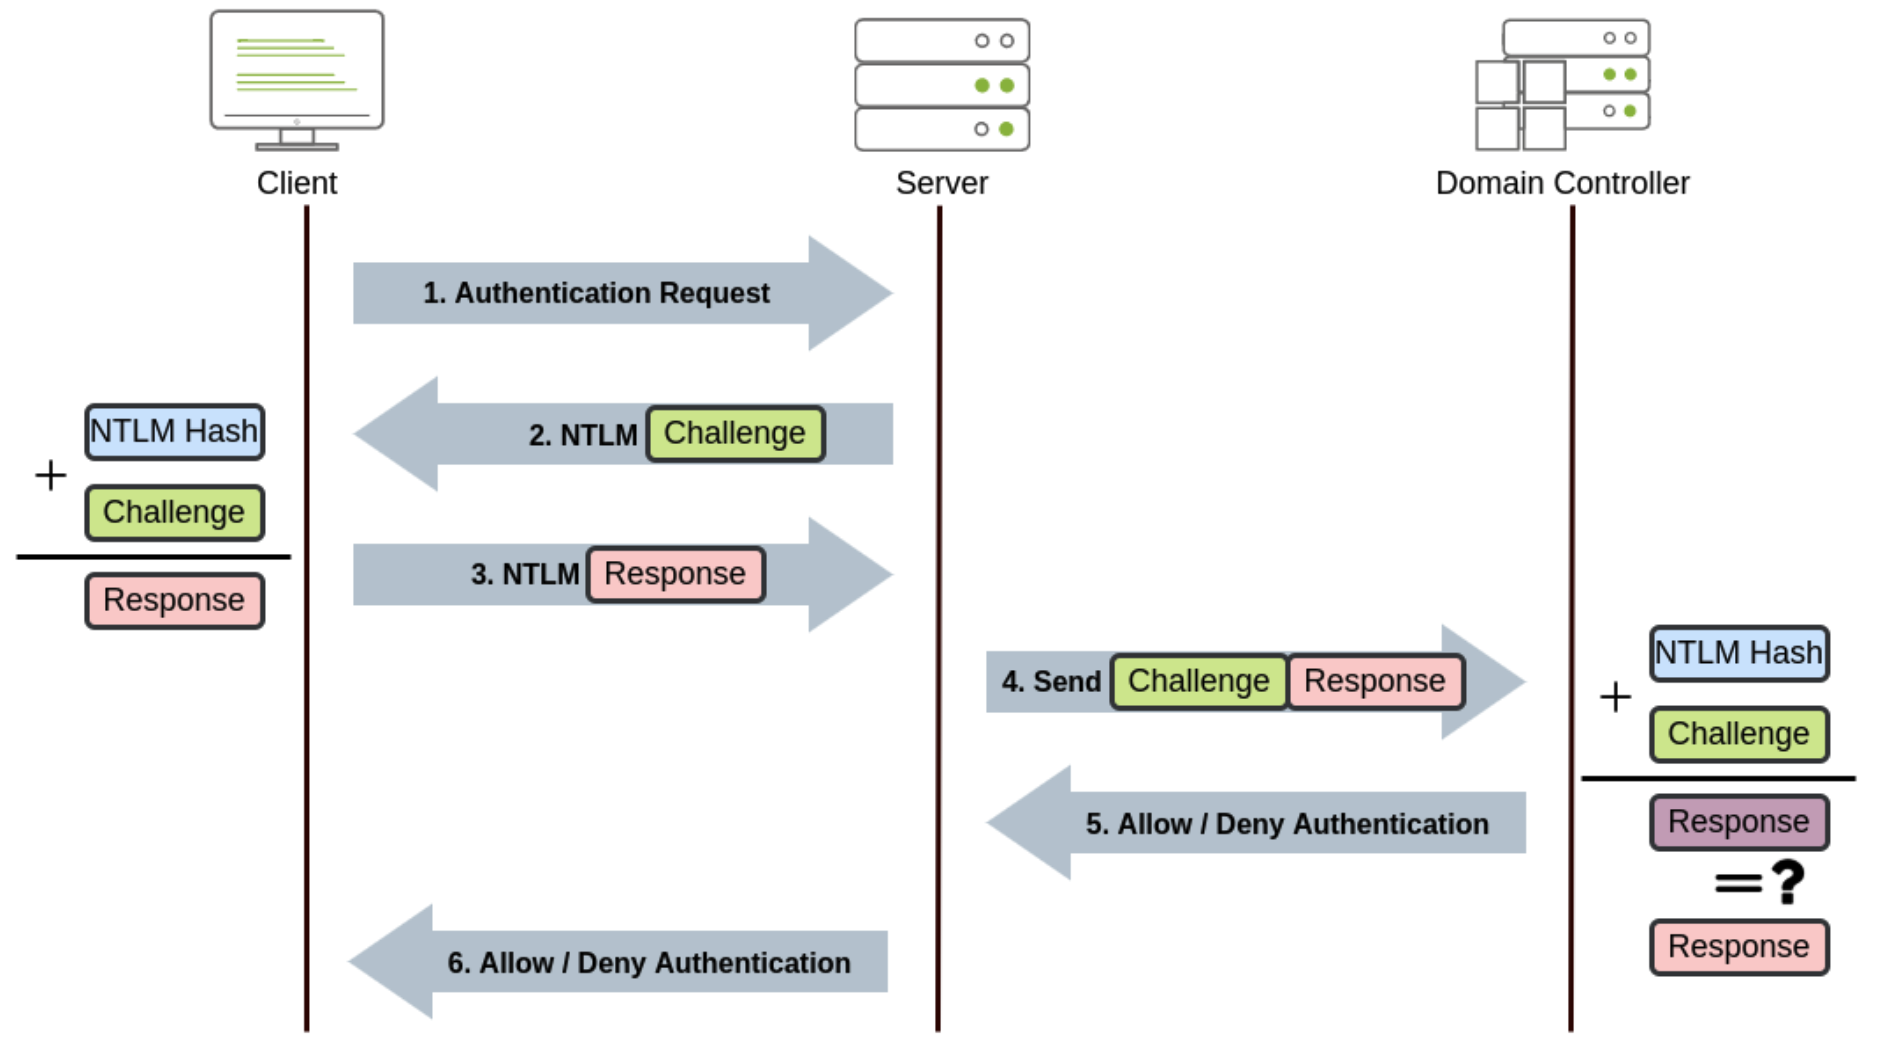 Client
Server
Domain Controller
1. Authentication Request
2. NTLM Challenge
NTLM Hash
+
Challenge
Response
3. NTLM Response
4. Send Challenge Response
NTLM Hash
+
Challenge
Response
=?
Response
5. Allow / Deny Authentication
6. Allow / Deny Authentication